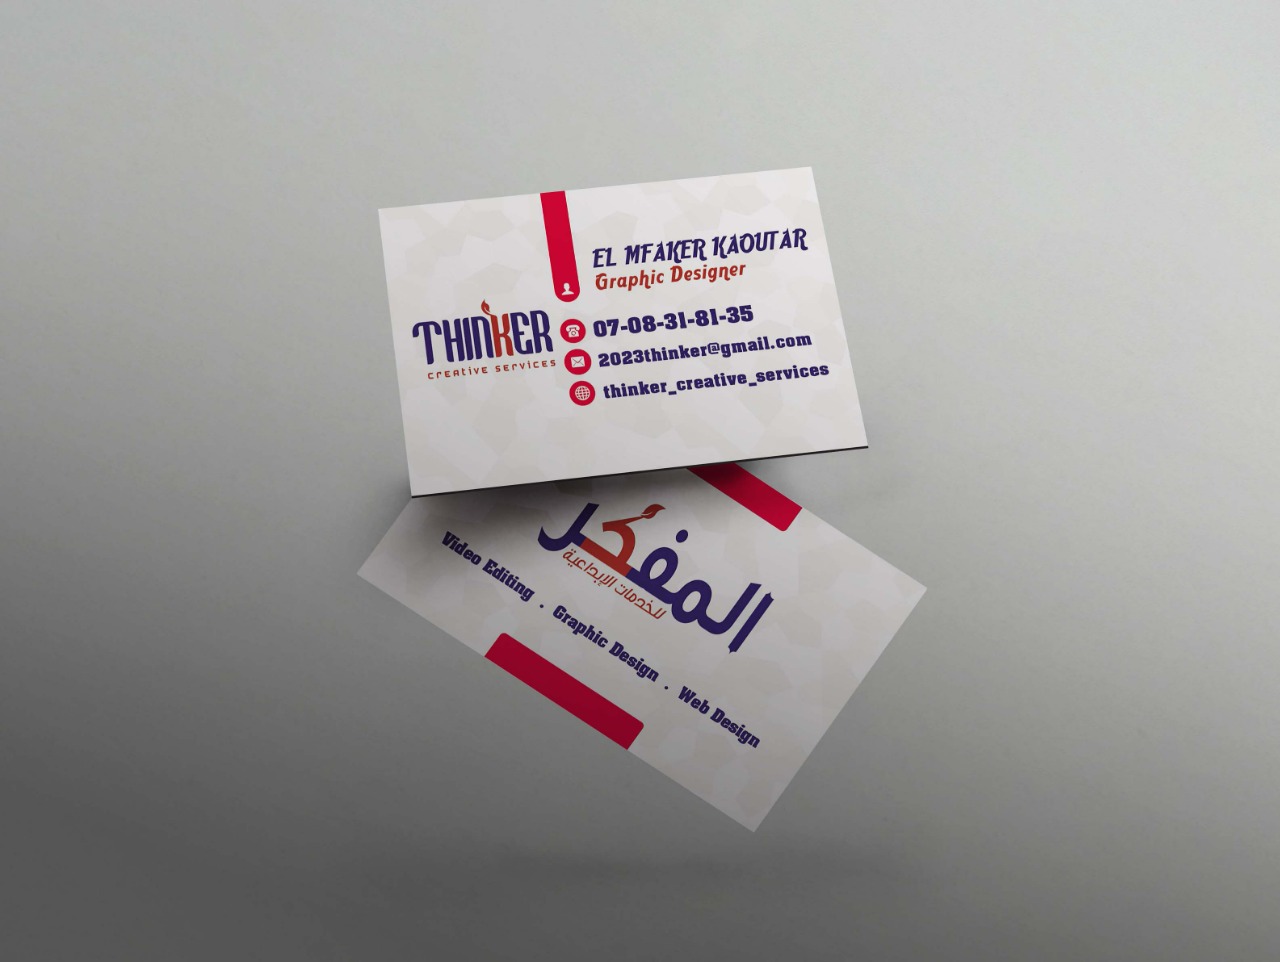 EL MFAKER KAOUTAR
Graphic Designer
THINKER
creative services
07-08-31-81-35
2023thinker@gmail.com
thinker_creative_services
المفكر
للخدمات الإبداعية
Video Editing . Graphic Design . Web Design